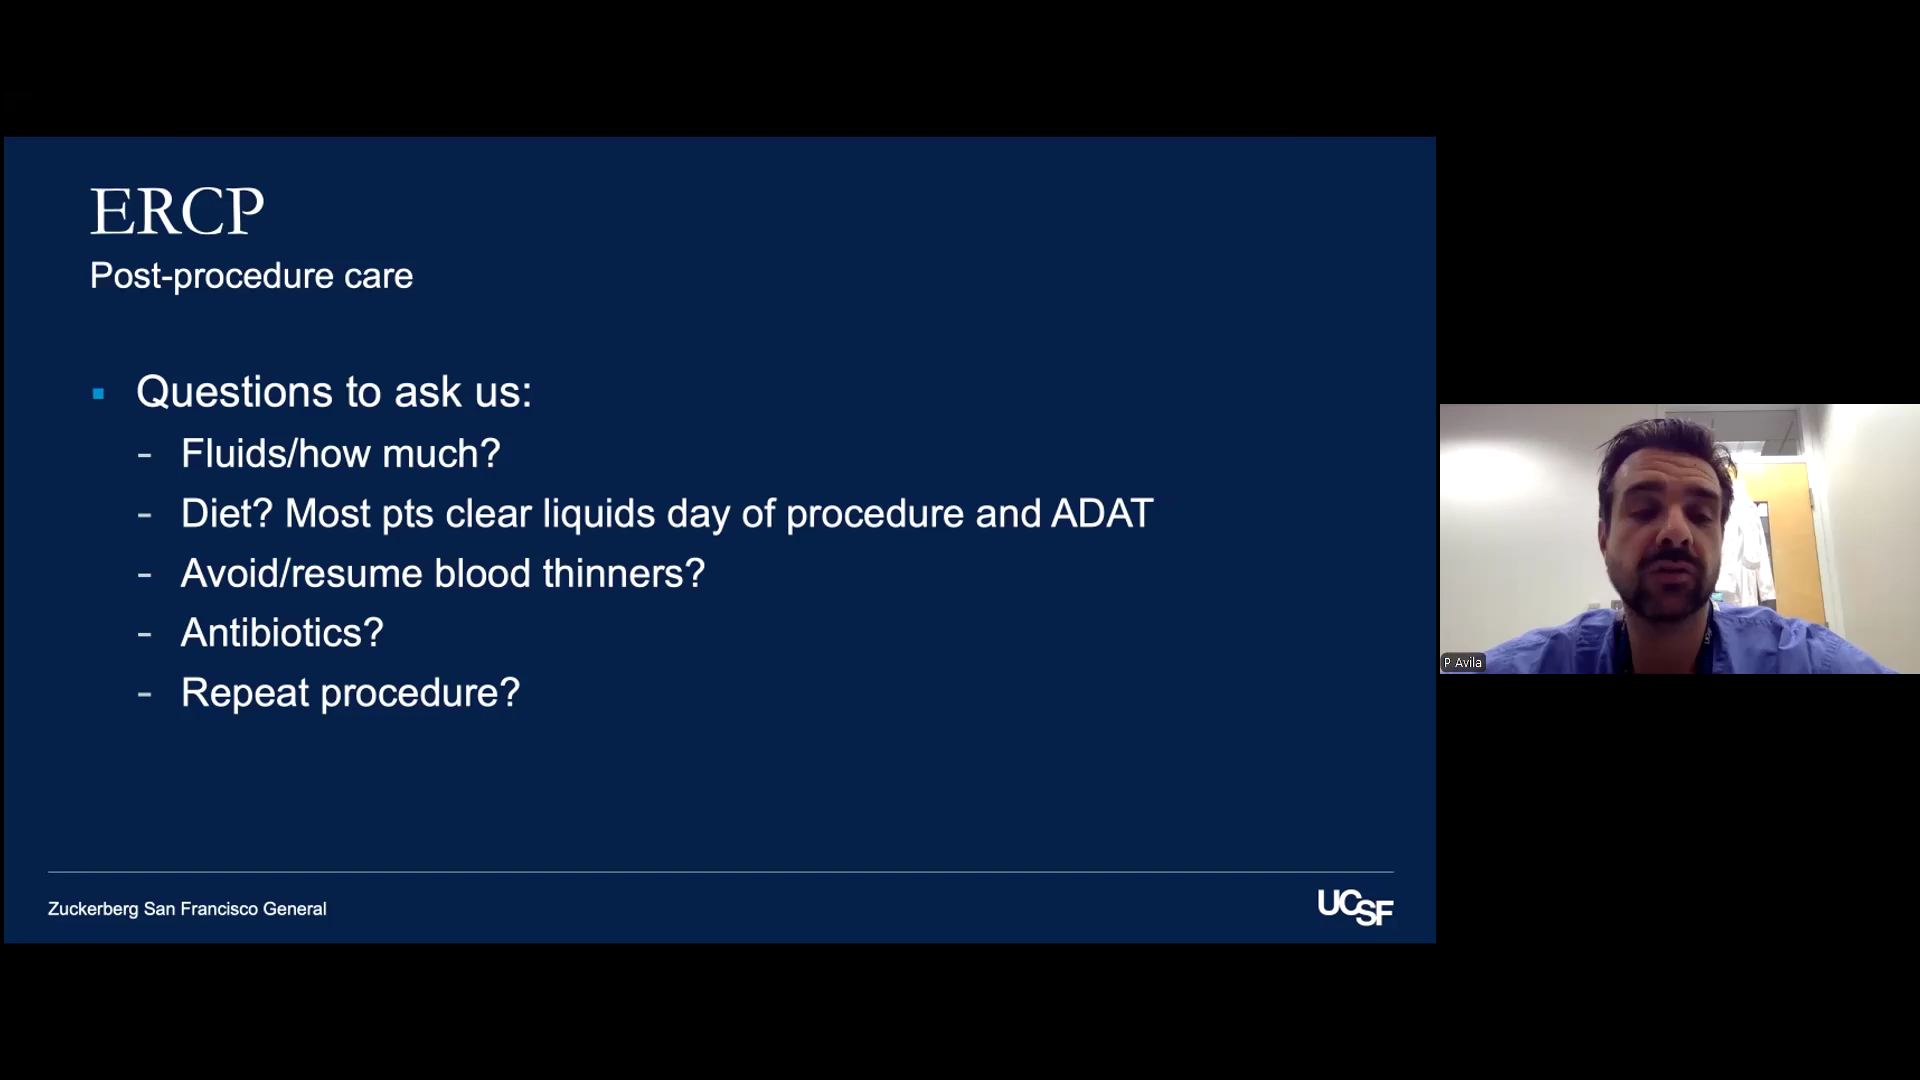 ERCP
Post-procedure care
Questions to ask us:
- Fluids/how much?
- Diet? Most pts clear liquids day of procedure and ADAT
- Avoid/resume blood thinners?
- Antibiotics?
- Repeat procedure?
Zuckerberg San Francisco General
UCSF
P Avila